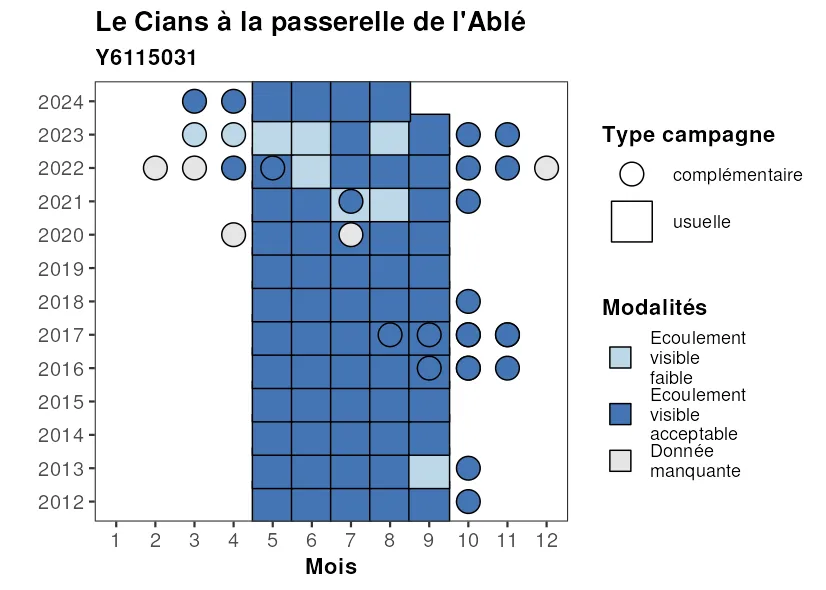 Le Cians à la passerelle de l'Ablé
Y6115031
2024
2023
2022
2021
2020
2019
2018
2017
2016
2015
2014
2013
2012
1 2 3 4 5 6 7 8 9 10 11 12
Mois
Type campagne
complémentaire
usuelle
Modalités
Ecoulement
visible
faible
Ecoulement
visible
acceptable
Donnée
manquante